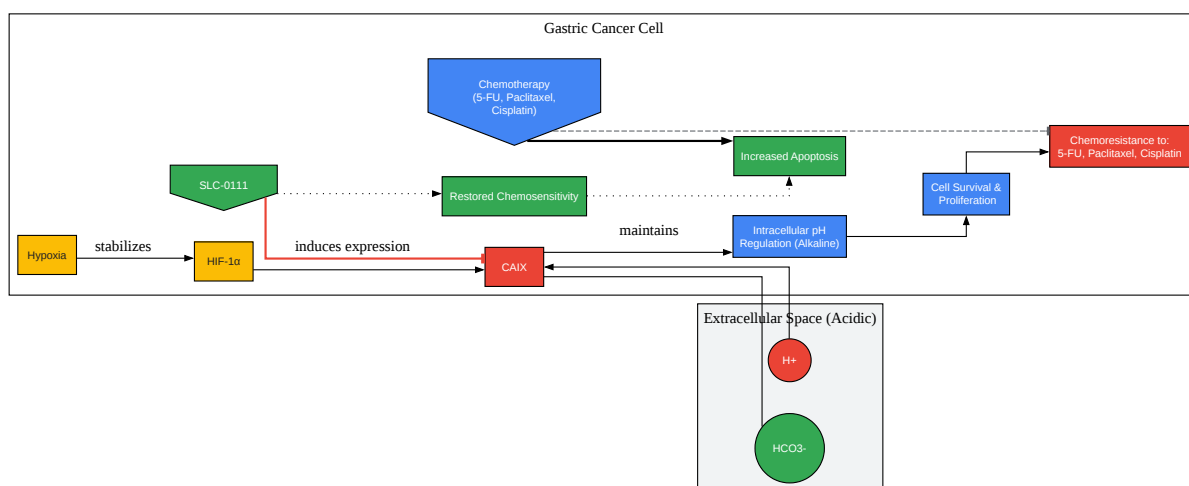 Gastric Cancer Cell
Chemotherapy
(5-FU, Paclitaxel,
Cisplatin)
Chemoresistance to:
5-FU, Paclitaxel, Cisplatin
Increased Apoptosis
SLC-0111
Restored Chemosensitivity
Cell Survival &
Proliferation
maintains
Intracellular pH
Regulation (Alkaline)
Hypoxia
stabilizes
HIF-1α
induces expression
CAIX
Extracellular Space (Acidic)
H+
HCO3-